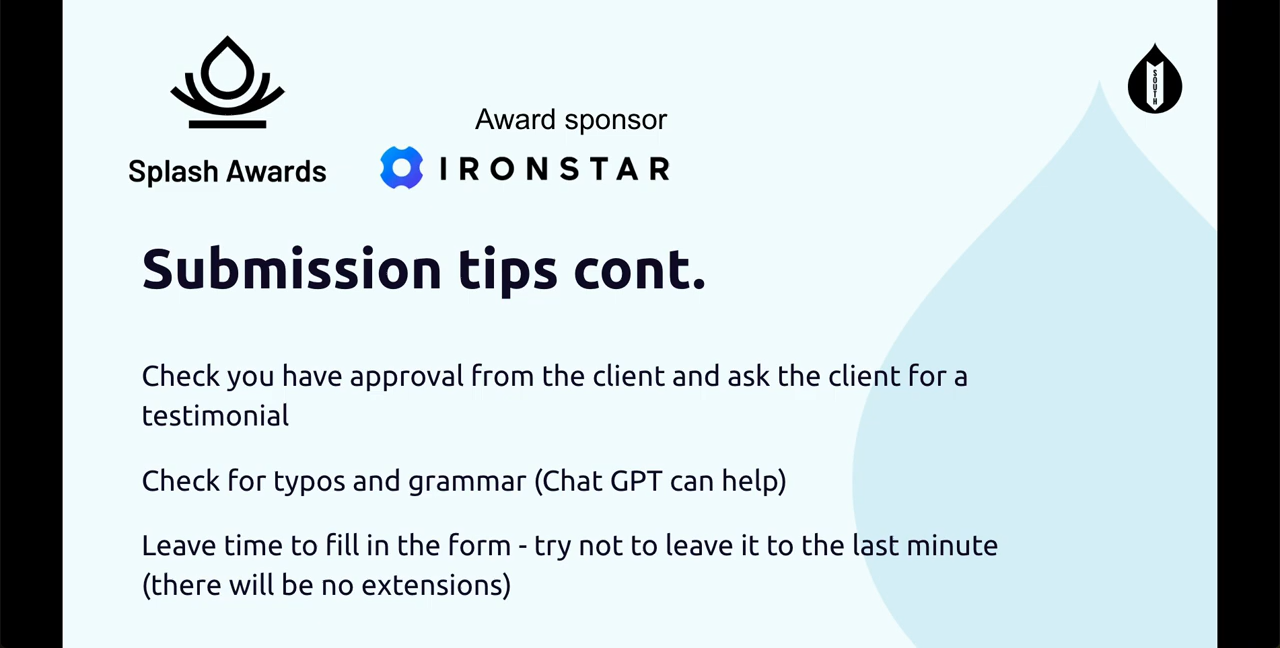 Splash Awards
Award sponsor
IRONSTAR
SOUTH
Submission tips cont.
Check you have approval from the client and ask the client for a
testimonial
Check for typos and grammar (Chat GPT can help)
Leave time to fill in the form - try not to leave it to the last minute
(there will be no extensions)